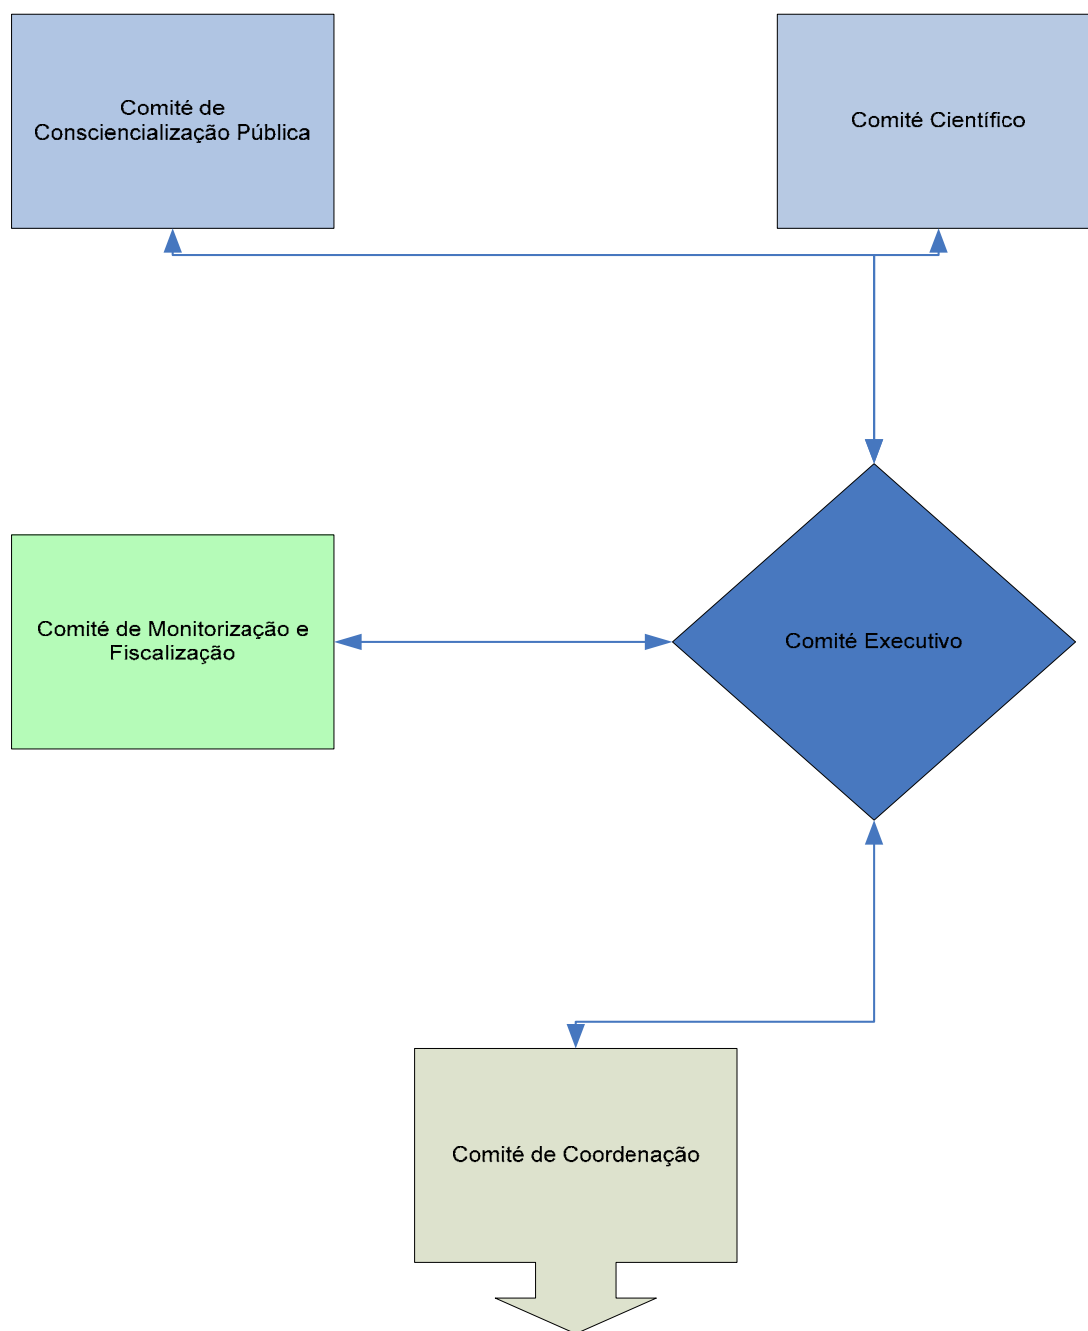 Comité de
Consciencialização Pública
Comité Científico
Comité de Monitorização e
Fiscalização
Comité Executivo
Comité de Coordenação